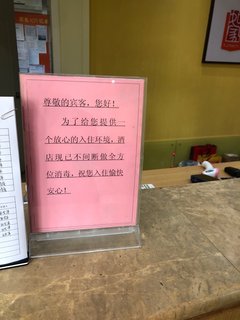 尊敬的宾客，您好！
为了给您提供一
个放心的入住环境，酒
店现已不间断做全方
位消毒，祝您入住愉快
安心！